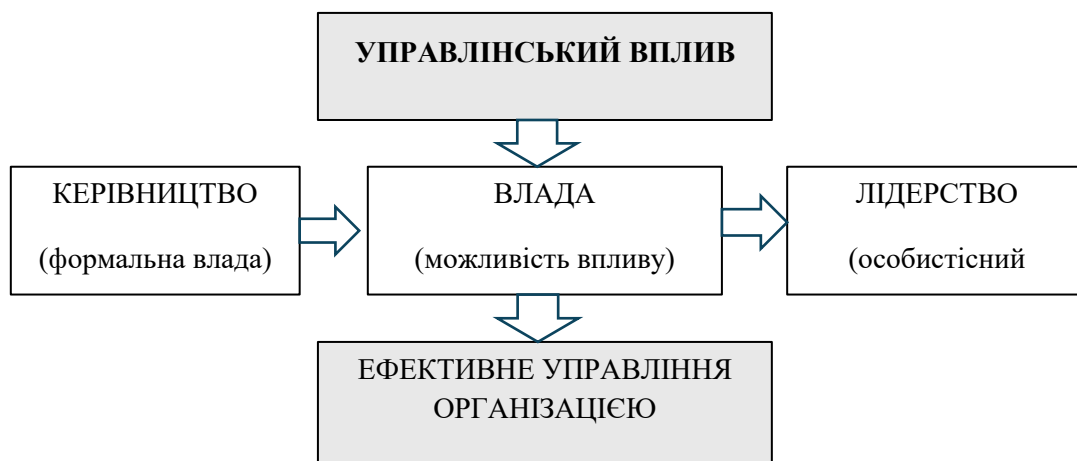 УПРАВЛІНСЬКИЙ ВПЛИВ
КЕРІВНИЦТВО
(формальна влада)
ВЛАДА
(можливість впливу)
ЛІДЕРСТВО
(особистісний
ЕФЕКТИВНЕ УПРАВЛІННЯ
ОРГАНІЗАЦІЄЮ